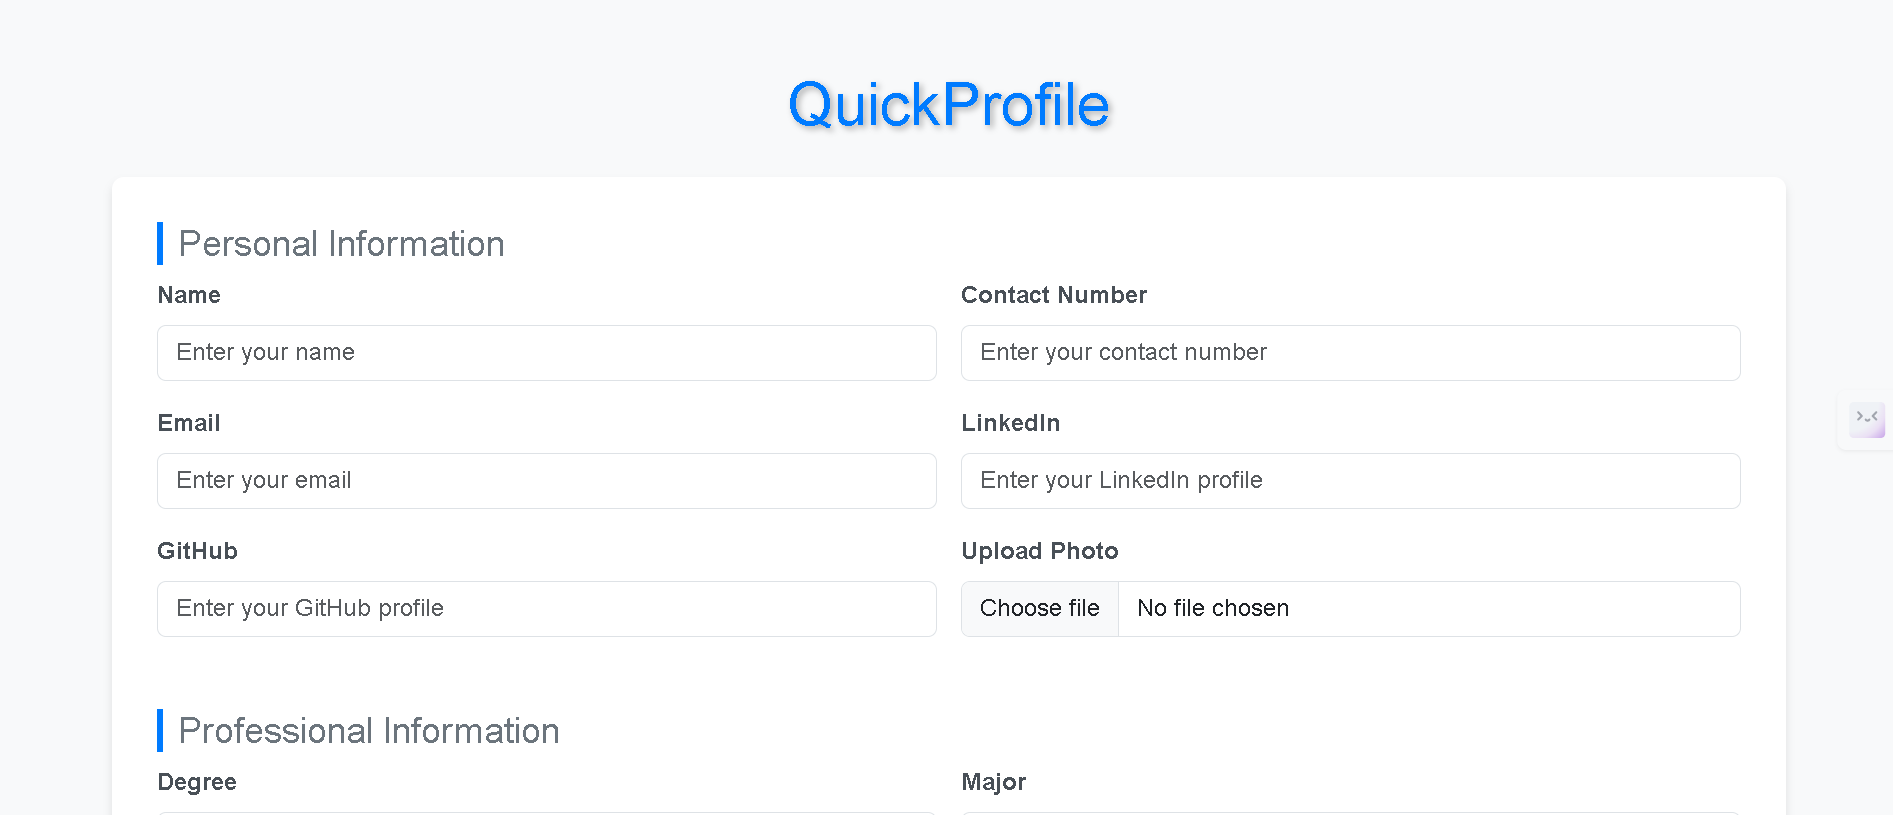 QuickProfile
Personal Information
Name
Contact Number
Enter your name
Enter your contact number
Email
LinkedIn
Enter your email
Enter your LinkedIn profile
GitHub
Upload Photo
Enter your GitHub profile
Choose file
No file chosen
Professional Information
Degree
Major